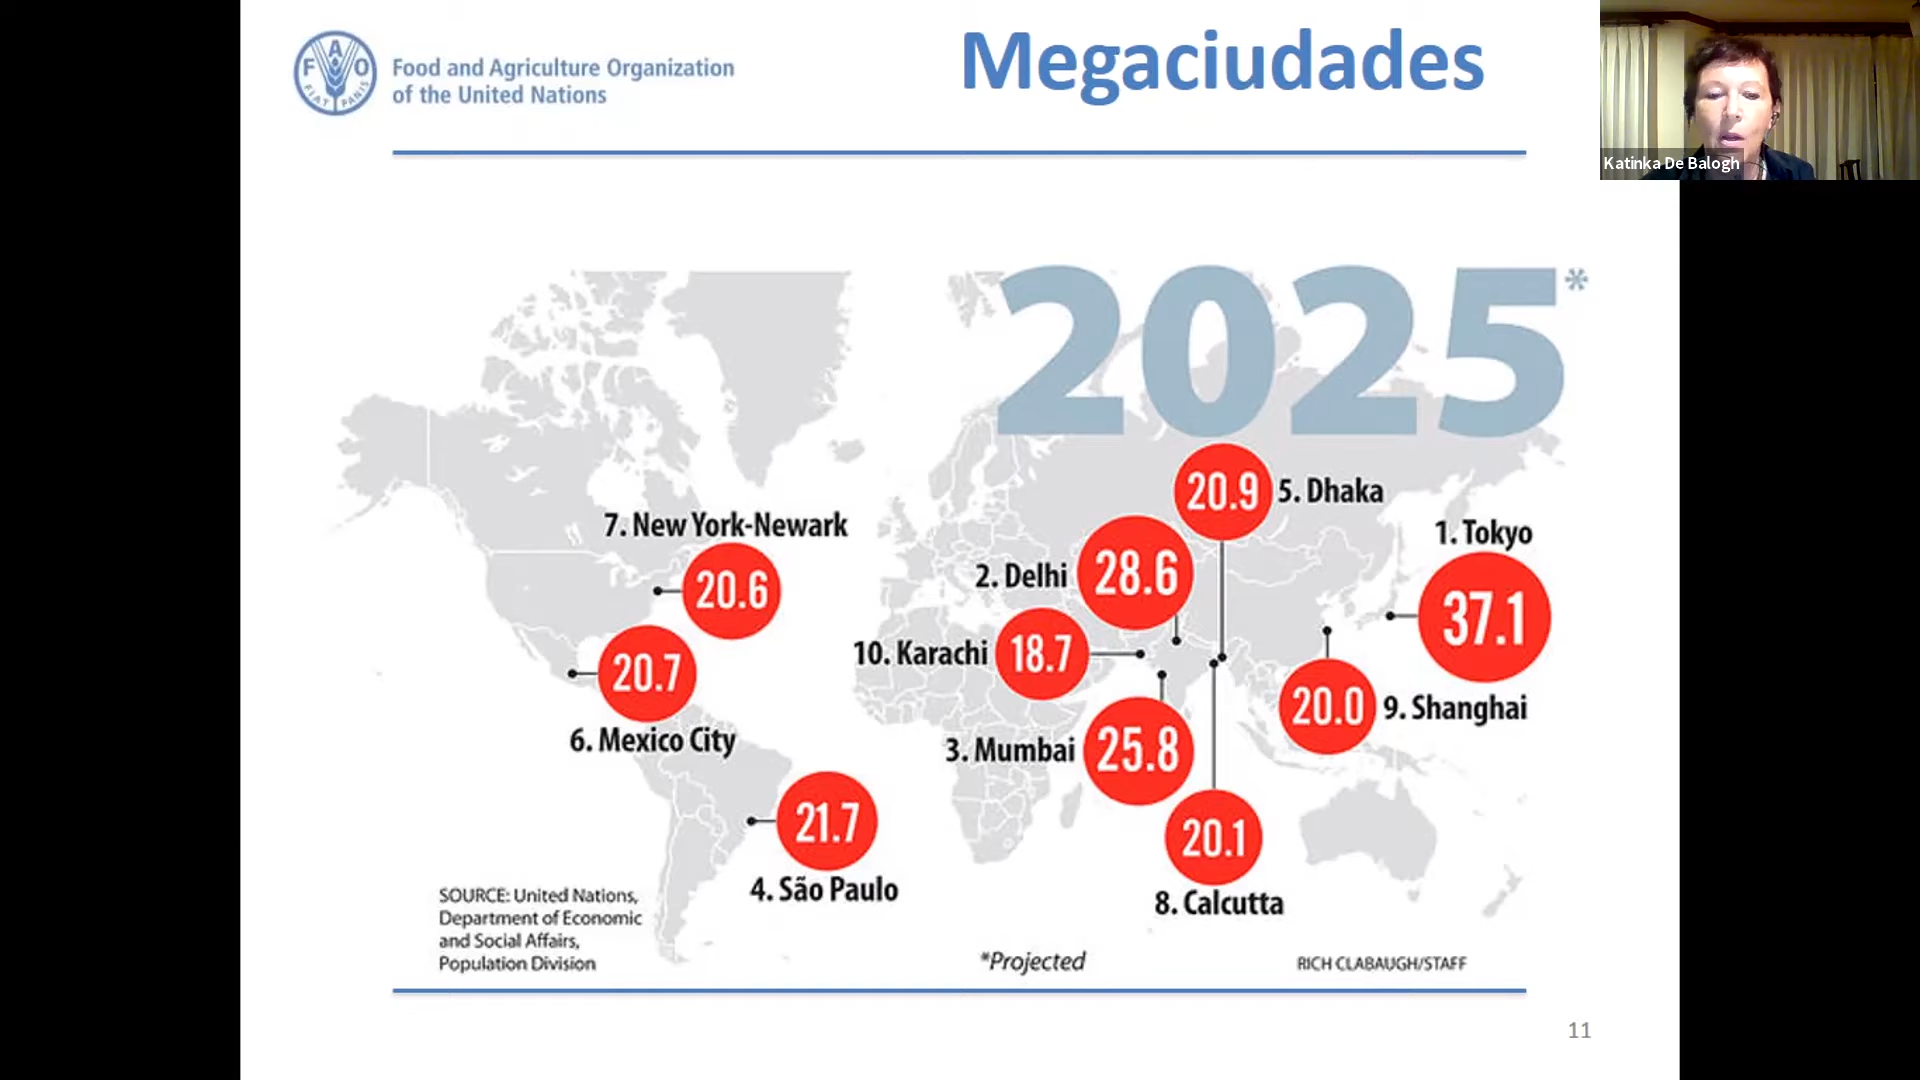 FAO
FIAT PANIS
Food and Agriculture Organization
of the United Nations
Megaciudades
Katinka De Balogh
2025*
20.9 5. Dhaka
7. New York-Newark
20.6
1. Tokyo
37.1
2. Delhi 28.6
10. Karachi 18.7
20.7
6. Mexico City
20.0 9. Shanghai
3. Mumbai 25.8
21.7
4. São Paulo
20.1
8. Calcutta
SOURCE: United Nations,
Department of Economic
and Social Affairs,
Population Division
*Projected
RICH CLABAUGH/STAFF
11